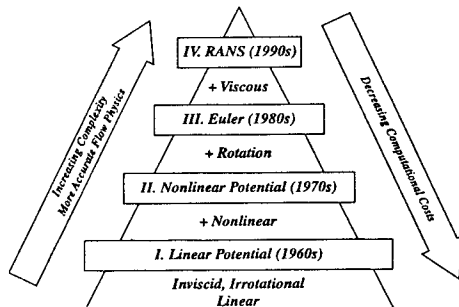 IV. RANS (1990s)
+ Viscous
III. Euler (1980s)
+ Rotation
II. Nonlinear Potential (1970s)
+ Nonlinear
I. Linear Potential (1960s)
Inviscid, Irrotational
Linear
Increasing Complexity
More Accurate Flow Physics
Decreasing Computational Costs